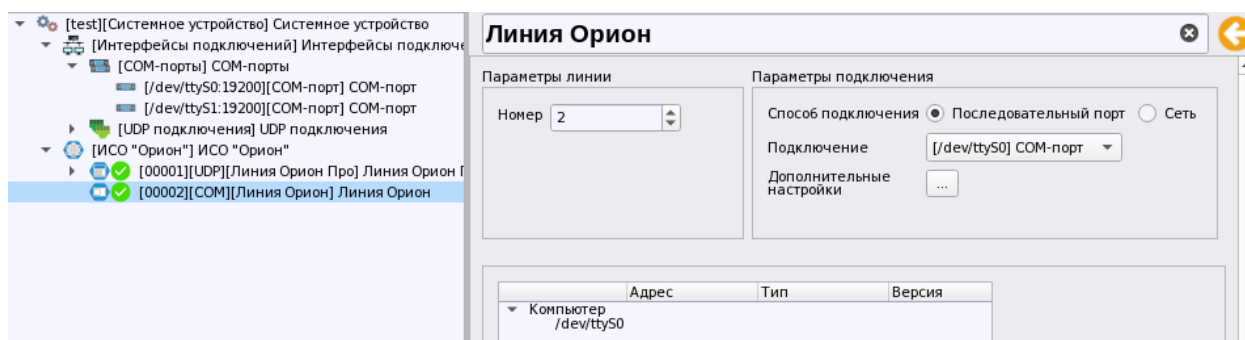 [test][Системное устройство] Системное устройство
[Интерфейсы подключений] Интерфейсы подключе
[COM-порты] COM-порты
[/dev/ttyS0:19200][COM-порт] COM-порт
[/dev/ttyS1:19200][COM-порт] COM-порт
[UDP подключения] UDP подключения
[ИСО "Орион"] ИСО "Орион"
[00001][UDP][Линия Орион Про] Линия Орион П
[00002][COM][Линия Орион] Линия Орион
Линия Орион
Параметры линии
Номер 2
Параметры подключения
Способ подключения Последовательный порт Сеть
Подключение [/dev/ttyS0] COM-порт
Дополнительные
настройки ...
Адрес Тип Версия
Компьютер
/dev/ttyS0